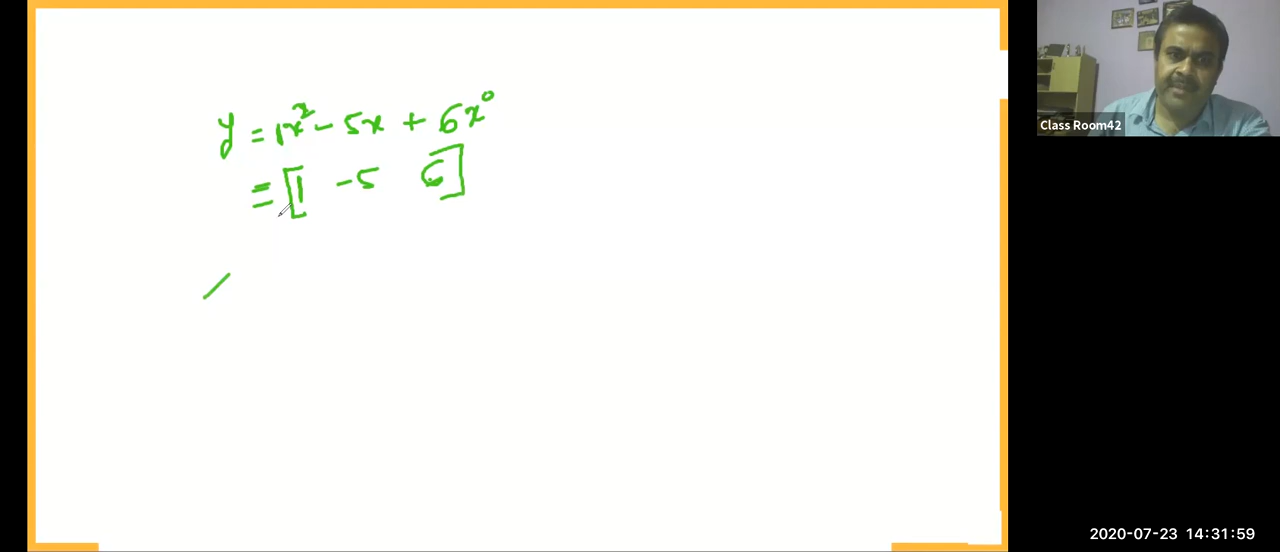 y = 1x² - 5x + 6x⁰
= [1 -5 6]
Class Room42
2020-07-23 14:31:59